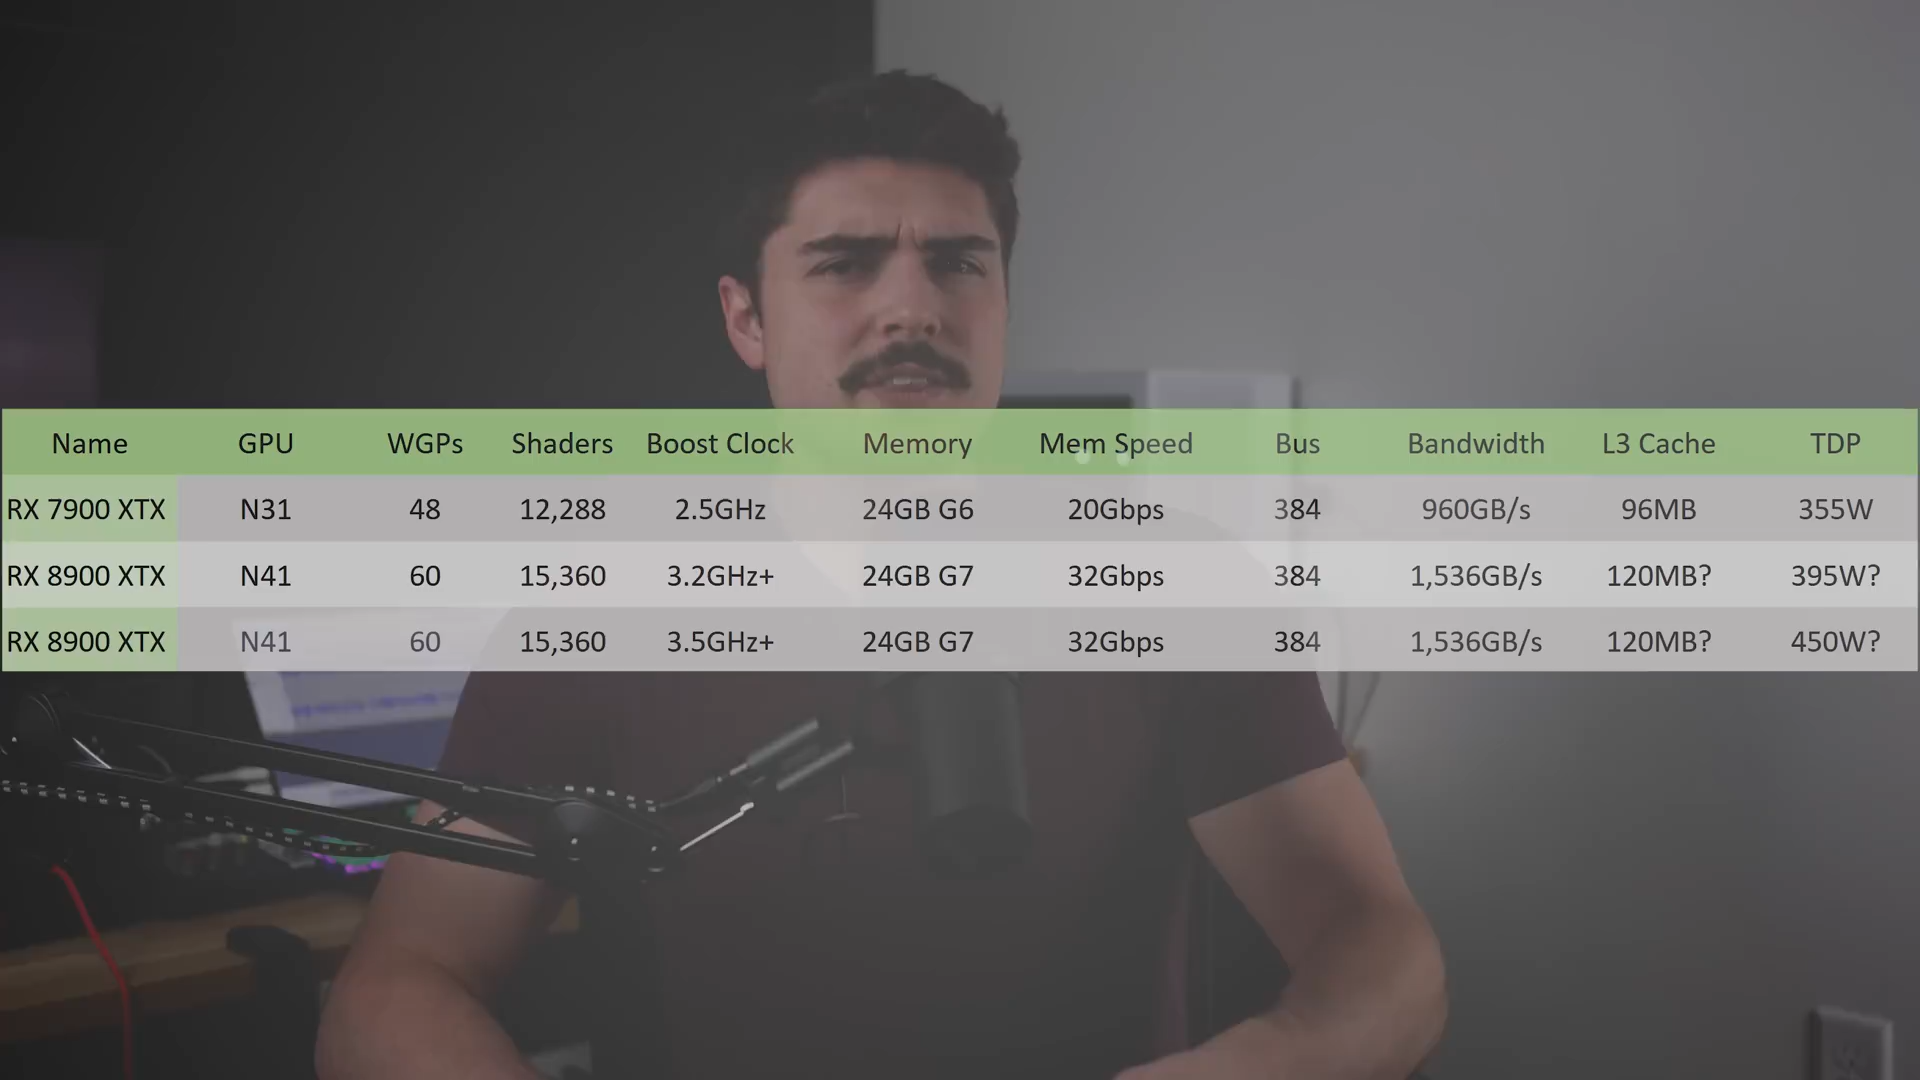 Name GPU WGPs Shaders Boost Clock Memory Mem Speed Bus Bandwidth L3 Cache TDP
RX 7900 XTX N31 48 12,288 2.5GHz 24GB G6 20Gbps 384 960GB/s 96MB 355W
RX 8900 XTX N41 60 15,360 3.2GHz+ 24GB G7 32Gbps 384 1,536GB/s 120MB? 395W?
RX 8900 XTX N41 60 15,360 3.5GHz+ 24GB G7 32Gbps 384 1,536GB/s 120MB? 450W?